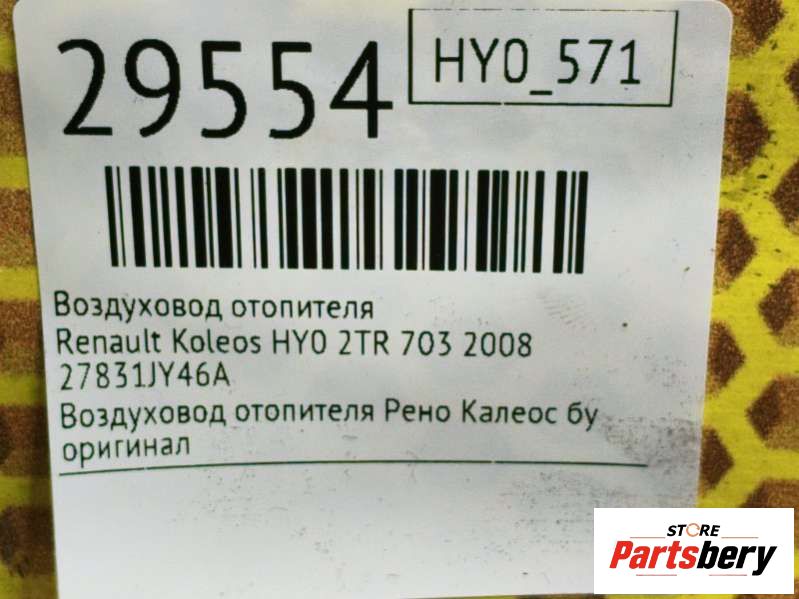 29554
HY0_571
Воздуховод отопителя
Renault Koleos HY0 2TR 703 2008
27831JY46A
Воздуховод отопителя Рено Калеос бу
оригинал
STORE
Partsbery